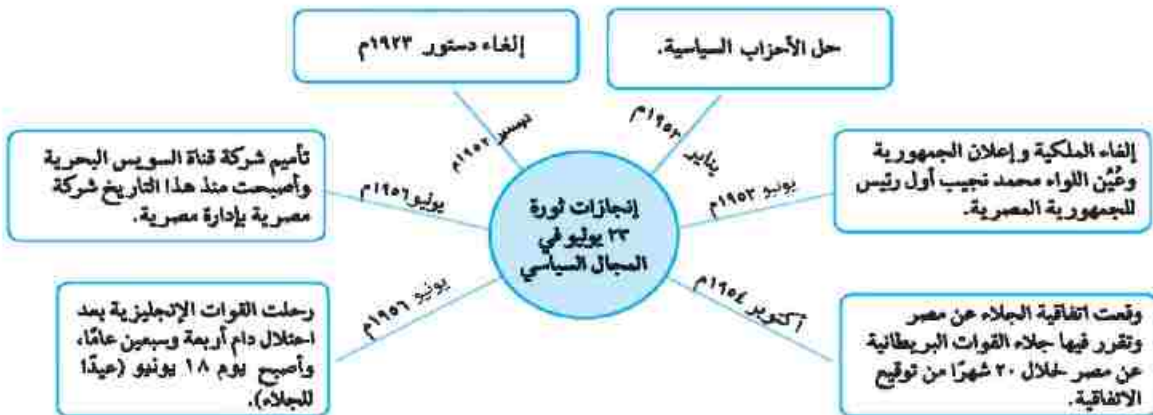 إلغاء دستور ١٩٢٣م
ديسمبر ١٩٥٢م
حل الأحزاب السياسية.
يناير ١٩٥٣م
إلغاء الملكية وإعلان الجمهورية
وعُيِّن اللواء محمد نجيب أول رئيس
للجمهورية المصرية.
يونيو ١٩٥٣م
وقعت اتفاقية الجلاء عن مصر
وتقرر فيها جلاء القوات البريطانية
عن مصر خلال ٢٠ شهرًا من توقيع
الاتفاقية.
أكتوبر ١٩٥٤م
إنجازات ثورة
٢٣ يوليو في
المجال السياسي
تأميم شركة قناة السويس البحرية
وأصبحت منذ هذا التاريخ شركة
مصرية بإدارة مصرية.
يوليو ١٩٥٦م
رحلت القوات الإنجليزية بعد
احتلال دام أربعة وسبعين عامًا،
وأصبح يوم ١٨ يونيو (عيدًا
للجلاء).
يونيو ١٩٥٦م